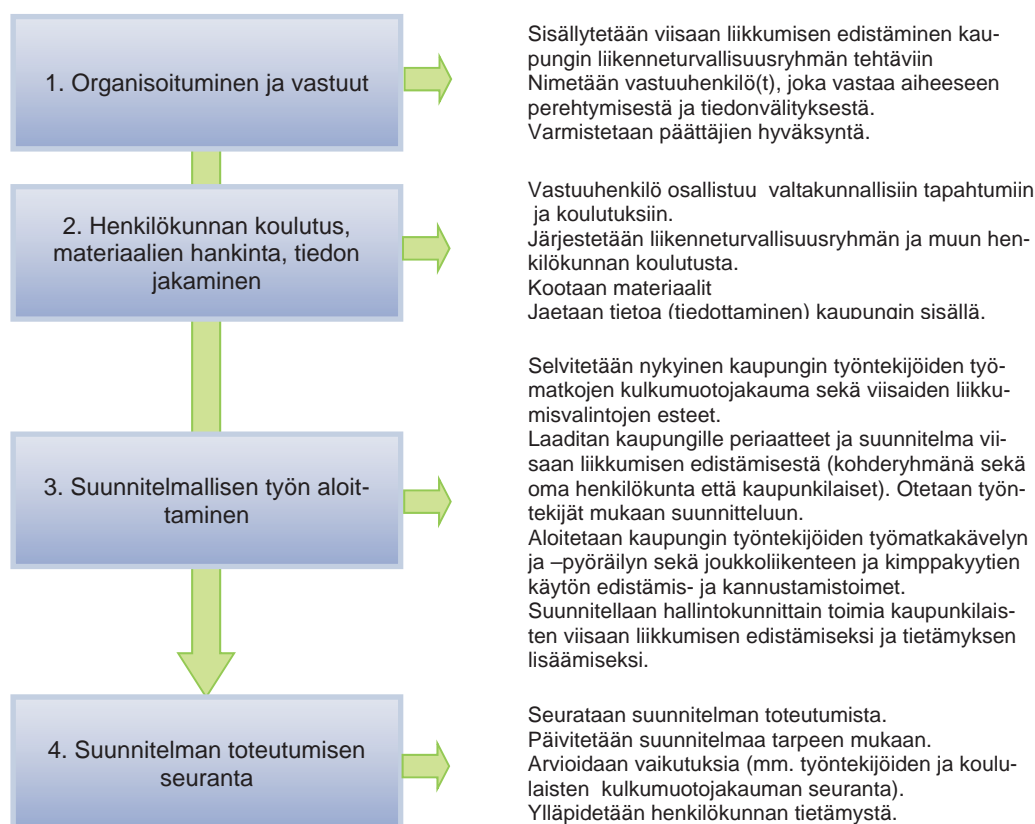 1. Organisoituminen ja vastuut
Sisällytetään viisaan liikkumisen edistäminen kau-
pungin liikenneturvallisuusryhmän tehtäviin
Nimetään vastuuhenkilö(t), joka vastaa aiheeseen
perehtymisestä ja tiedonvälityksestä.
Varmistetaan päättäjien hyväksyntä.
2. Henkilökunnan koulutus,
materiaalien hankinta, tiedon
jakaminen
Vastuuhenkilö osallistuu valtakunnallisiin tapahtumiin
ja koulutuksiin.
Järjestetään liikenneturvallisuusryhmän ja muun hen-
kilökunnan koulutusta.
Kootaan materiaalit
Jaetaan tietoa (tiedottaminen) kaupungin sisällä.
3. Suunnitelmallisen työn aloit-
taminen
Selvitetään nykyinen kaupungin työntekijöiden työ-
matkojen kulkumuotojakauma sekä viisaiden liikku-
misvalintojen esteet.
Laaditan kaupungille periaatteet ja suunnitelma vii-
saan liikkumisen edistämisestä (kohderyhmänä sekä
oma henkilökunta että kaupunkilaiset). Otetaan työn-
tekijät mukaan suunnitteluun.
Aloitetaan kaupungin työntekijöiden työmatkakävelyn
ja –pyöräilyn sekä joukkoliikenteen ja kimppakyytien
käytön edistämis- ja kannustamistoimet.
Suunnitellaan hallintokunnittain toimia kaupunkilais-
ten viisaan liikkumisen edistämiseksi ja tietämyksen
lisäämiseksi.
4. Suunnitelman toteutumisen
seuranta
Seurataan suunnitelman toteutumista.
Päivitetään suunnitelmaa tarpeen mukaan.
Arvioidaan vaikutuksia (mm. työntekijöiden ja koulu-
laisten kulkumuotojakauman seuranta).
Ylläpidetään henkilökunnan tietämystä.